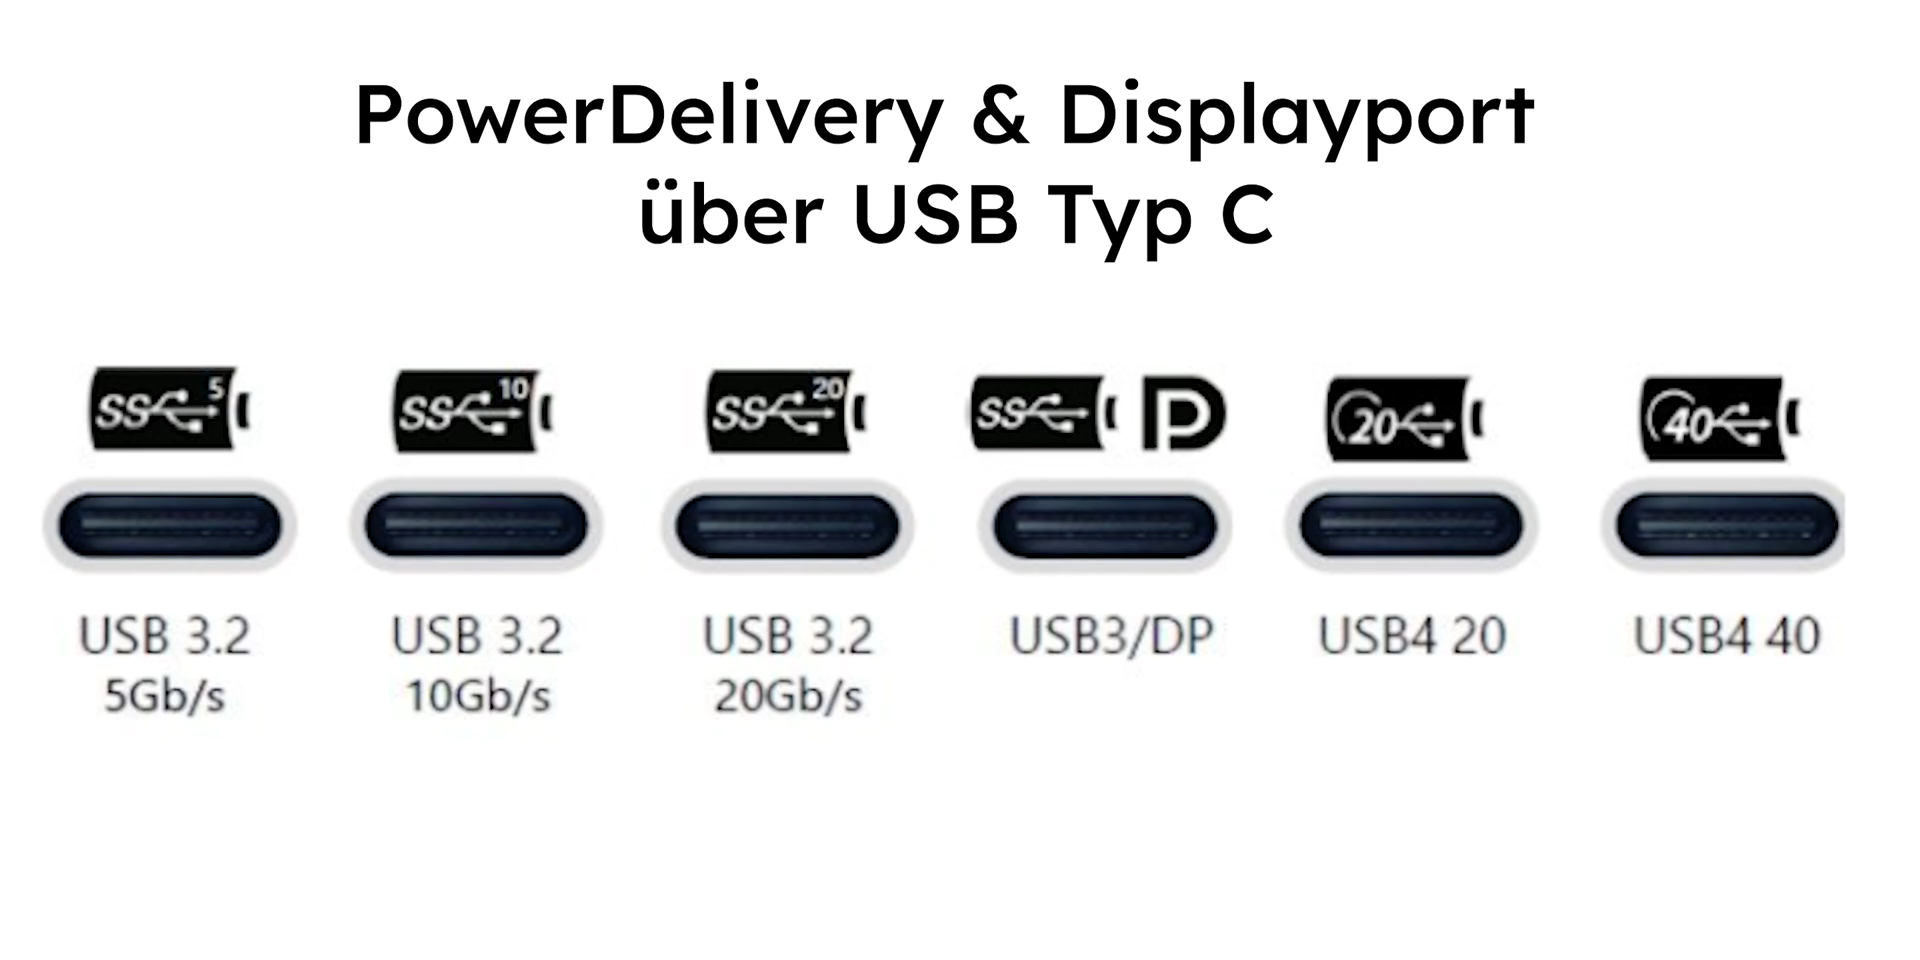 PowerDelivery & Displayport
über USB Typ C
SS 5
SS 10
SS 20
SS
20
40
USB 3.2
5Gb/s
USB 3.2
10Gb/s
USB 3.2
20Gb/s
USB3/DP
USB4 20
USB4 40